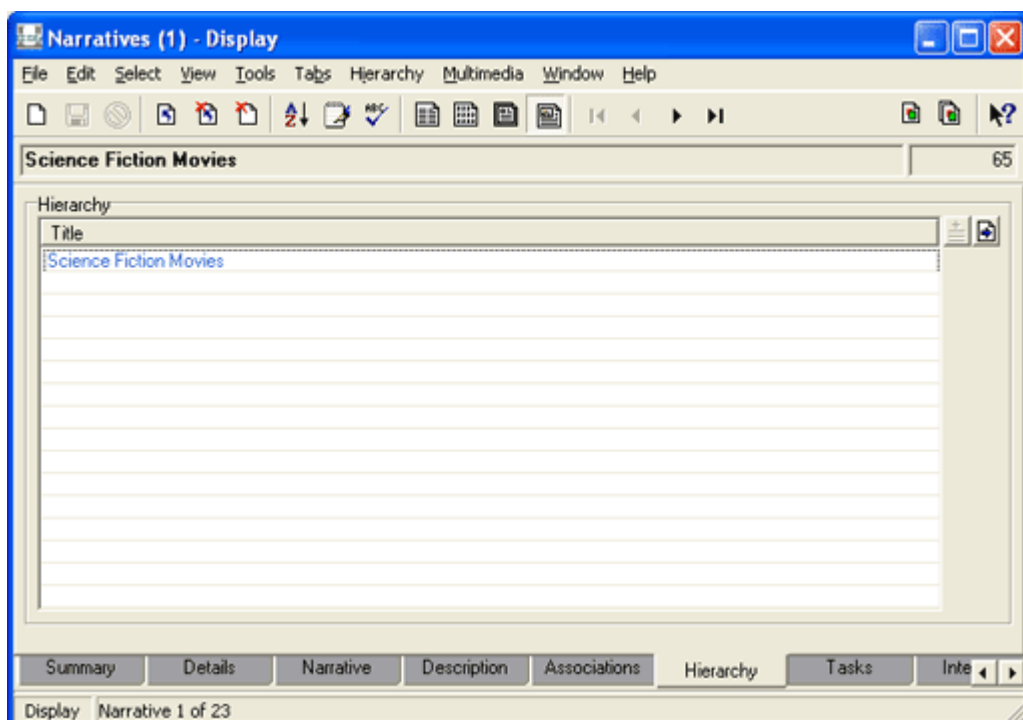 Narratives (1) - Display
File Edit Select View Tools Tabs Hierarchy Multimedia Window Help
Science Fiction Movies 65
Hierarchy
Title
Science Fiction Movies
Summary Details Narrative Description Associations Hierarchy Tasks Inte
Display Narrative 1 of 23